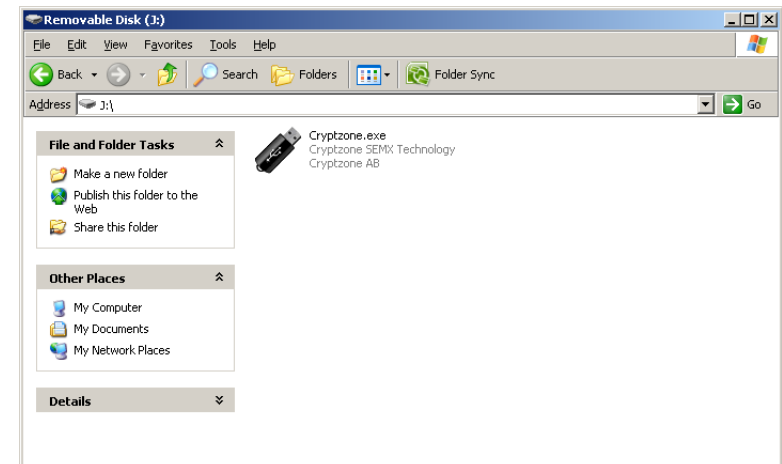 Removable Disk (J:)
File Edit View Favorites Tools Help
Back Search Folders Folder Sync
Address J:\ Go
File and Folder Tasks
Make a new folder
Publish this folder to the
Web
Share this folder
Other Places
My Computer
My Documents
My Network Places
Details
Cryptzone.exe
Cryptzone SEMX Technology
Cryptzone AB